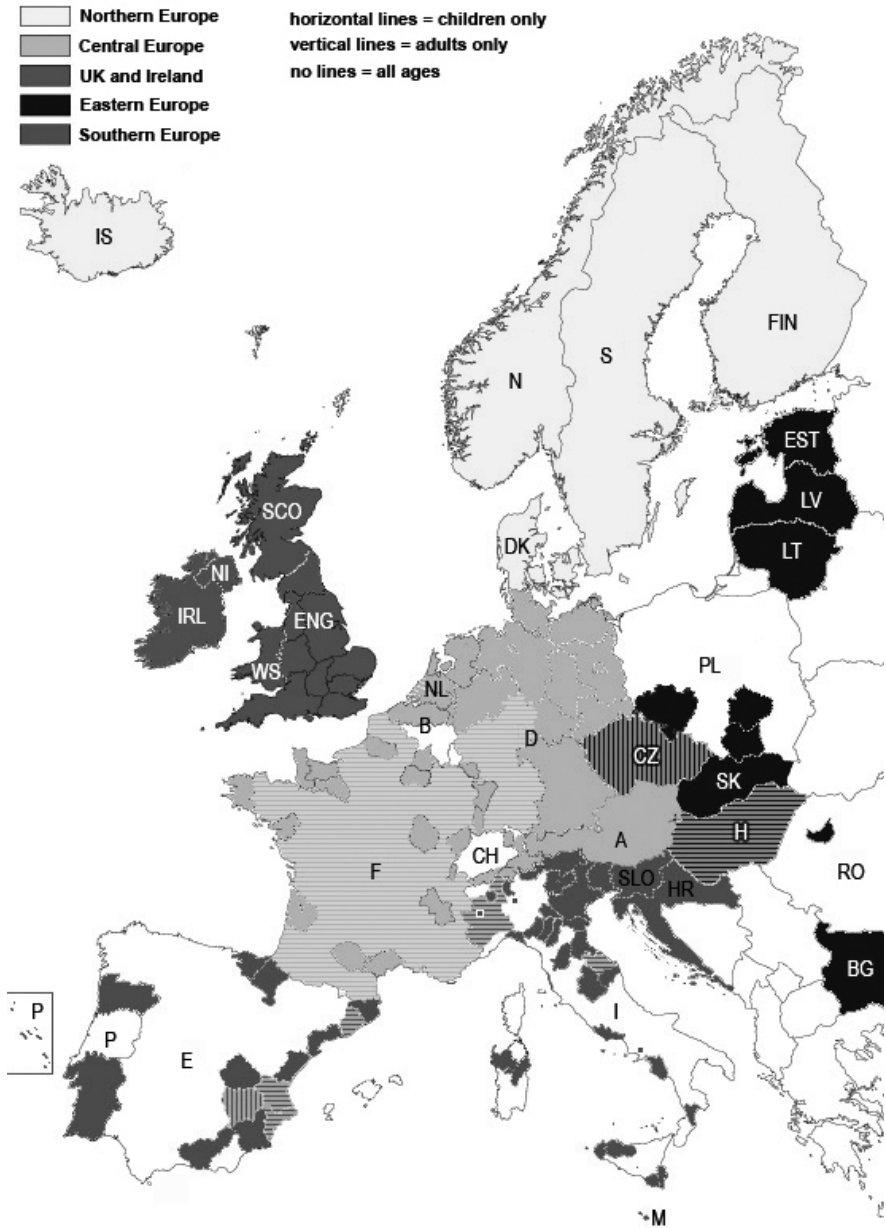 Northern Europe
Central Europe
UK and Ireland
Eastern Europe
Southern Europe
horizontal lines = children only
vertical lines = adults only
no lines = all ages
IS
FIN
S
N
EST
LV
SCO
LT
DK
NI
IRL
ENG
PL
WS
NL
B
D
CZ
SK
A
H
CH
F
RO
SLO
HR
BG
P
I
P
E
M